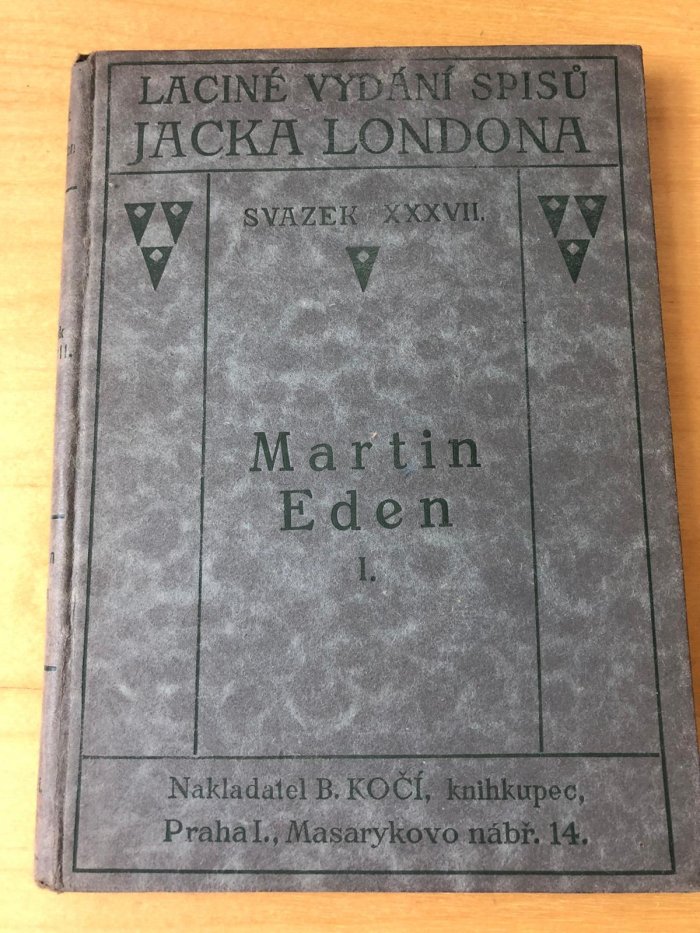 LACINÉ VYDÁNÍ SPISŮ
JACKA LONDONA
SVAZEK XXXVII.
Martin
Eden
I.
Nakladatel B. KOČÍ, knihkupec,
Praha I., Masarykovo nábř. 14.